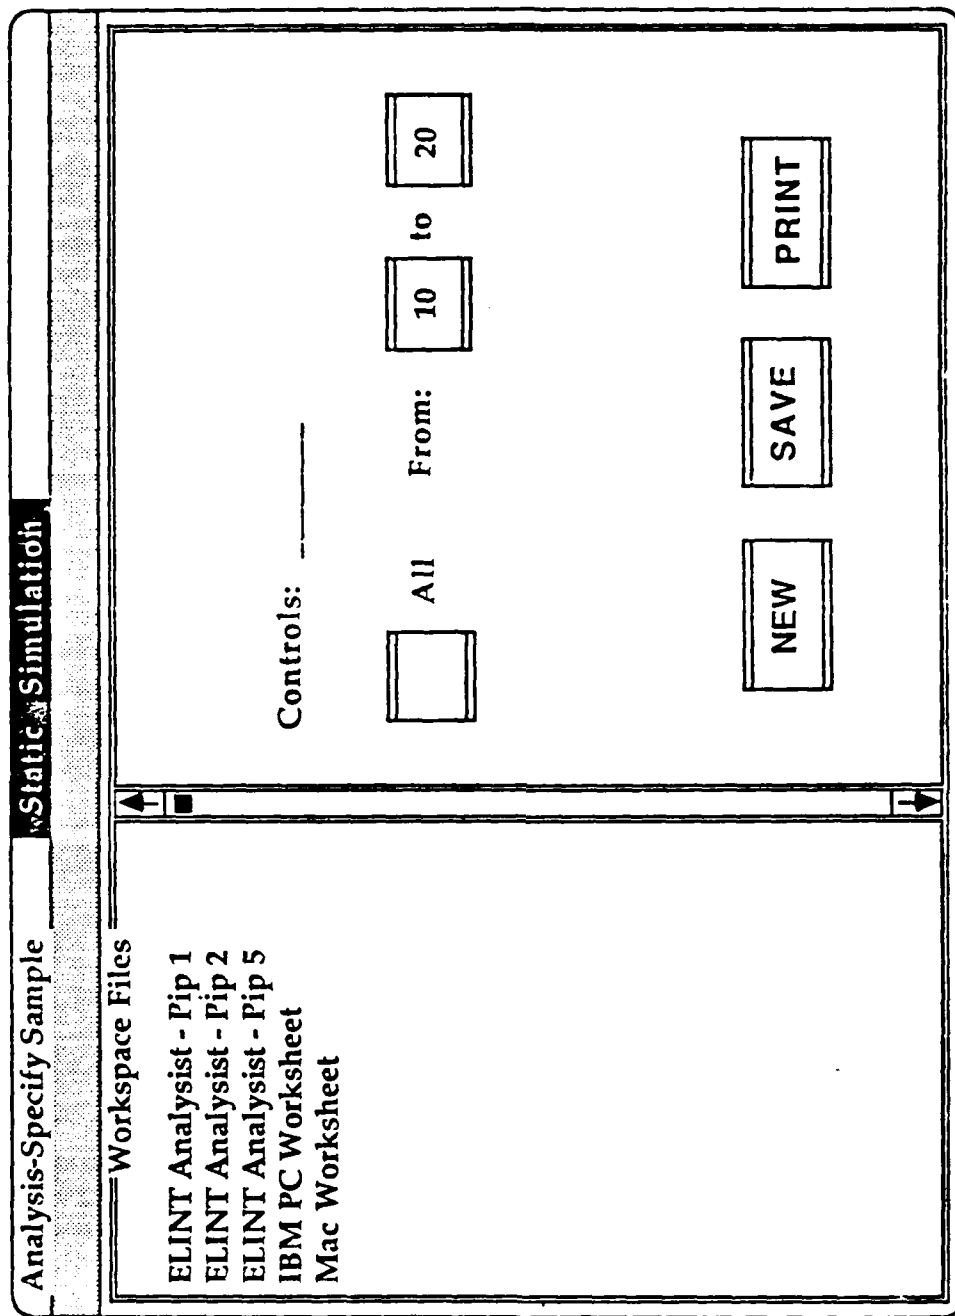 Analysis-Specify Sample
Static Simulation
Workspace Files
ELINT Analysist - Pip 1
ELINT Analysist - Pip 2
ELINT Analysist - Pip 5
IBM PC Worksheet
Mac Worksheet
Controls:
All From: 10 to 20
NEW SAVE PRINT